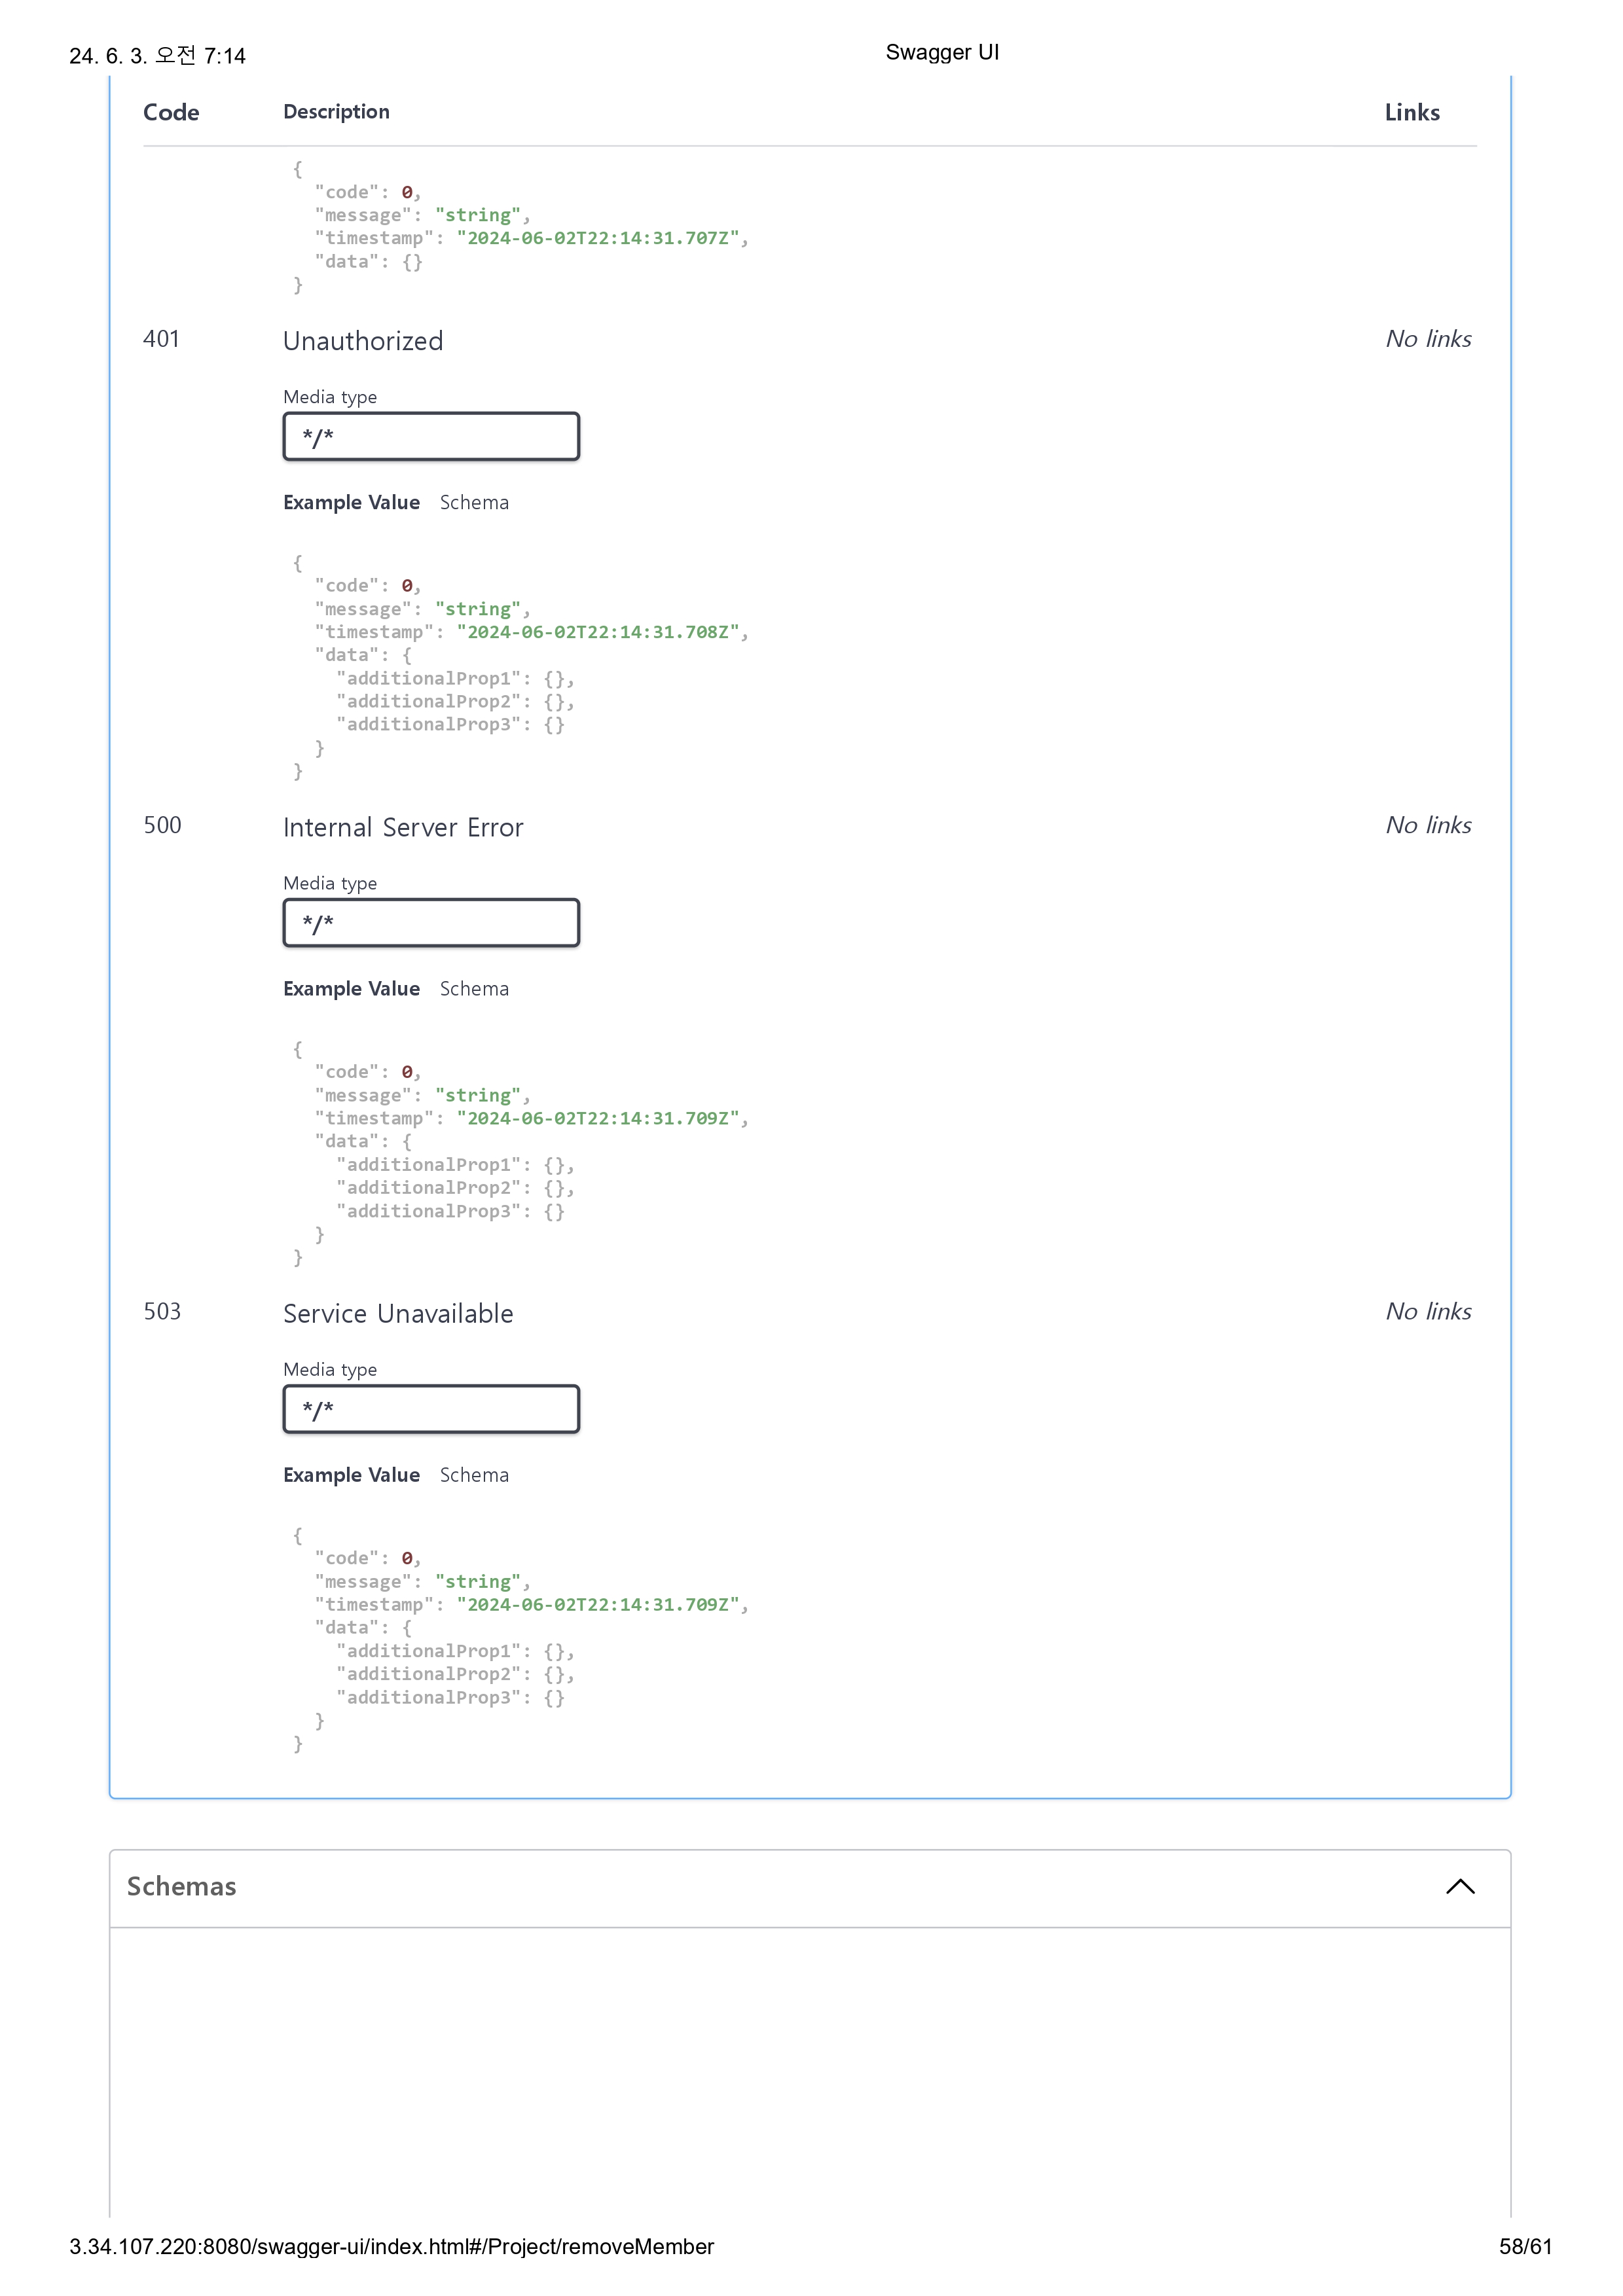 24. 6. 3. 오전 7:14 Swagger UI
Code Description Links
{
"code": 0,
"message": "string",
"timestamp": "2024-06-02T22:14:31.707Z",
"data": {}
}
401 Unauthorized No links
Media type
*/*
Example Value Schema
{
"code": 0,
"message": "string",
"timestamp": "2024-06-02T22:14:31.708Z",
"data": {
"additionalProp1": {},
"additionalProp2": {},
"additionalProp3": {}
}
}
500 Internal Server Error No links
Media type
*/*
Example Value Schema
{
"code": 0,
"message": "string",
"timestamp": "2024-06-02T22:14:31.709Z",
"data": {
"additionalProp1": {},
"additionalProp2": {},
"additionalProp3": {}
}
}
503 Service Unavailable No links
Media type
*/*
Example Value Schema
{
"code": 0,
"message": "string",
"timestamp": "2024-06-02T22:14:31.709Z",
"data": {
"additionalProp1": {},
"additionalProp2": {},
"additionalProp3": {}
}
}
Schemas
3.34.107.220:8080/swagger-ui/index.html#/Project/removeMember 58/61